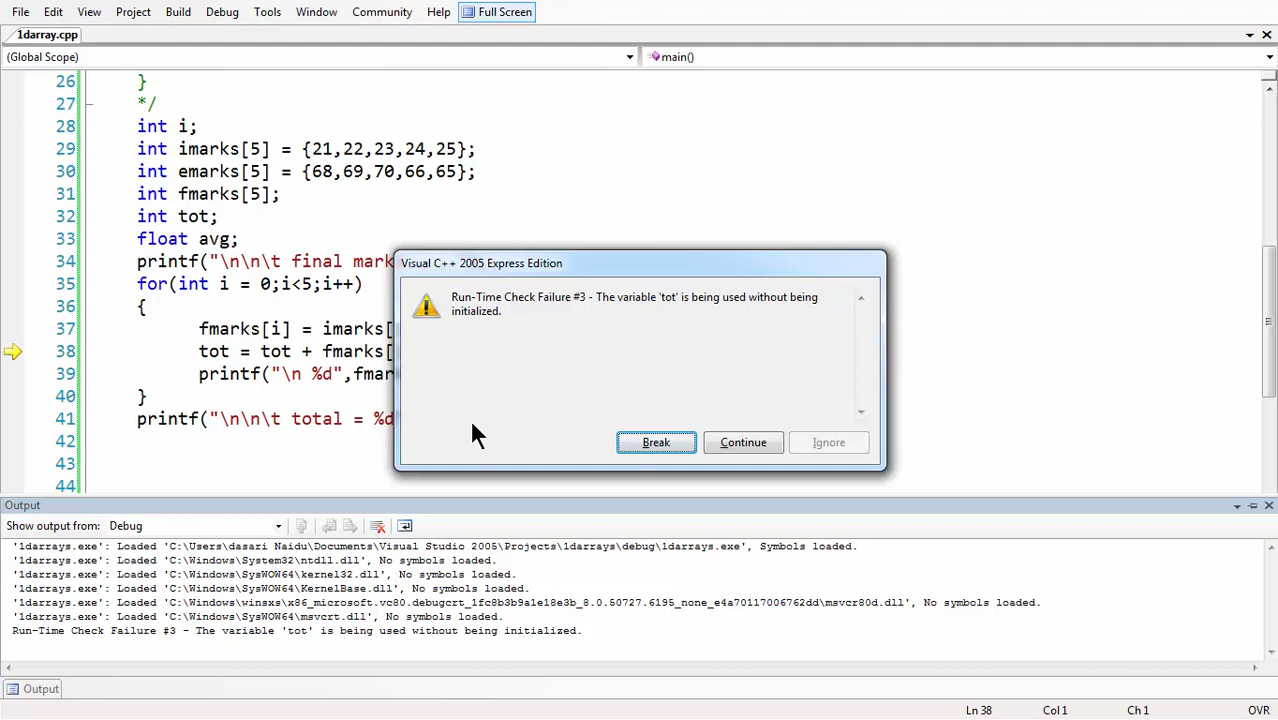 File Edit View Project Build Debug Tools Window Community Help Full Screen
1darray.cpp
(Global Scope) main()
26 }
27 */
28 int i;
29 int imarks[5] = {21,22,23,24,25};
30 int emarks[5] = {68,69,70,66,65};
31 int fmarks[5];
32 int tot;
33 float avg;
34 printf("\n\n\t final mark
35 for(int i = 0;i<5;i++)
36 {
37 fmarks[i] = imarks[
38 tot = tot + fmarks[
39 printf("\n %d",fmar
40 }
41 printf("\n\n\t total = %d
42
43
44
Visual C++ 2005 Express Edition
Run-Time Check Failure #3 - The variable 'tot' is being used without being
initialized.
Break Continue Ignore
Output
Show output from: Debug
'1darrays.exe': Loaded 'C:\Users\dasari Naidu\Documents\Visual Studio 2005\Projects\1darrays\debug\1darrays.exe', Symbols loaded.
'1darrays.exe': Loaded 'C:\Windows\System32\ntdll.dll', No symbols loaded.
'1darrays.exe': Loaded 'C:\Windows\SysWOW64\kernel32.dll', No symbols loaded.
'1darrays.exe': Loaded 'C:\Windows\SysWOW64\KernelBase.dll', No symbols loaded.
'1darrays.exe': Loaded 'C:\Windows\winsxs\x86_microsoft.vc80.debugcrt_1fc8b3b9a1e18e3b_8.0.50727.6195_none_e4a70117006762dd\msvcr80d.dll', No symbols loaded.
'1darrays.exe': Loaded 'C:\Windows\SysWOW64\msvcrt.dll', No symbols loaded.
Run-Time Check Failure #3 - The variable 'tot' is being used without being initialized.
Output
Ln 38 Col 1 Ch 1 OVR